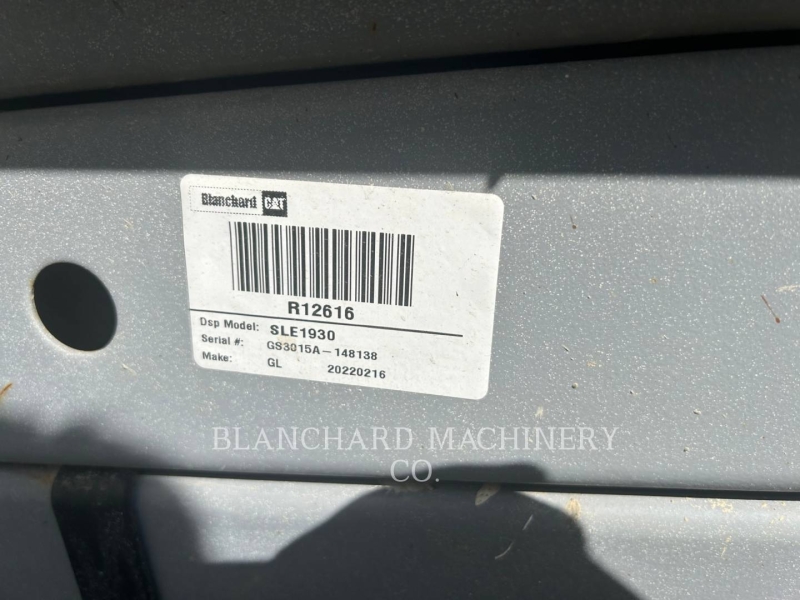 Blanchard CAT
R12616
Dsp Model: SLE1930
Serial #: GS3015A-148138
Make: GL 20220216
BLANCHARD MACHINERY
CO.